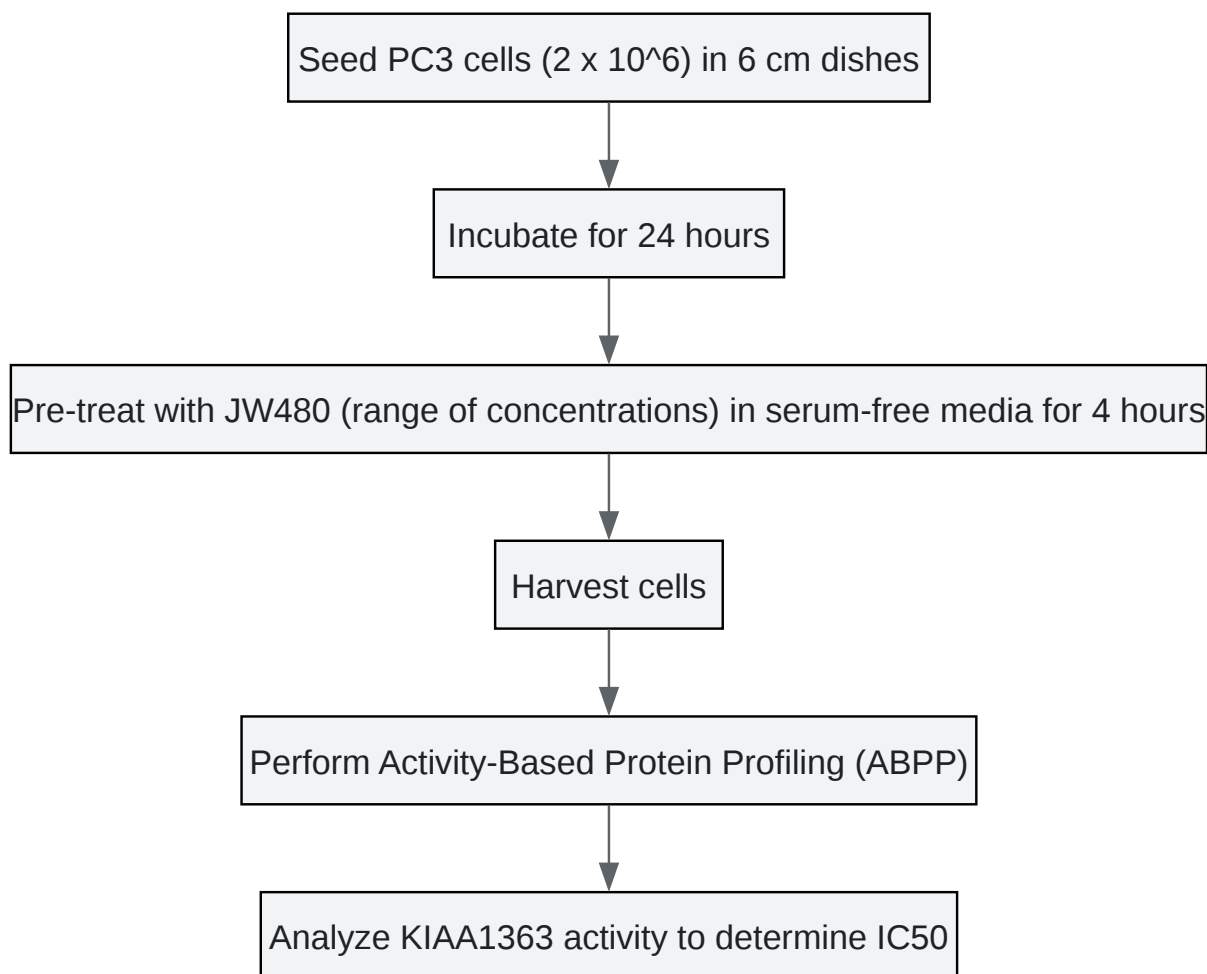 Seed PC3 cells (2 x 10^6) in 6 cm dishes
Incubate for 24 hours
Pre-treat with JW480 (range of concentrations) in serum-free media for 4 hours
Harvest cells
Perform Activity-Based Protein Profiling (ABPP)
Analyze KIAA1363 activity to determine IC50